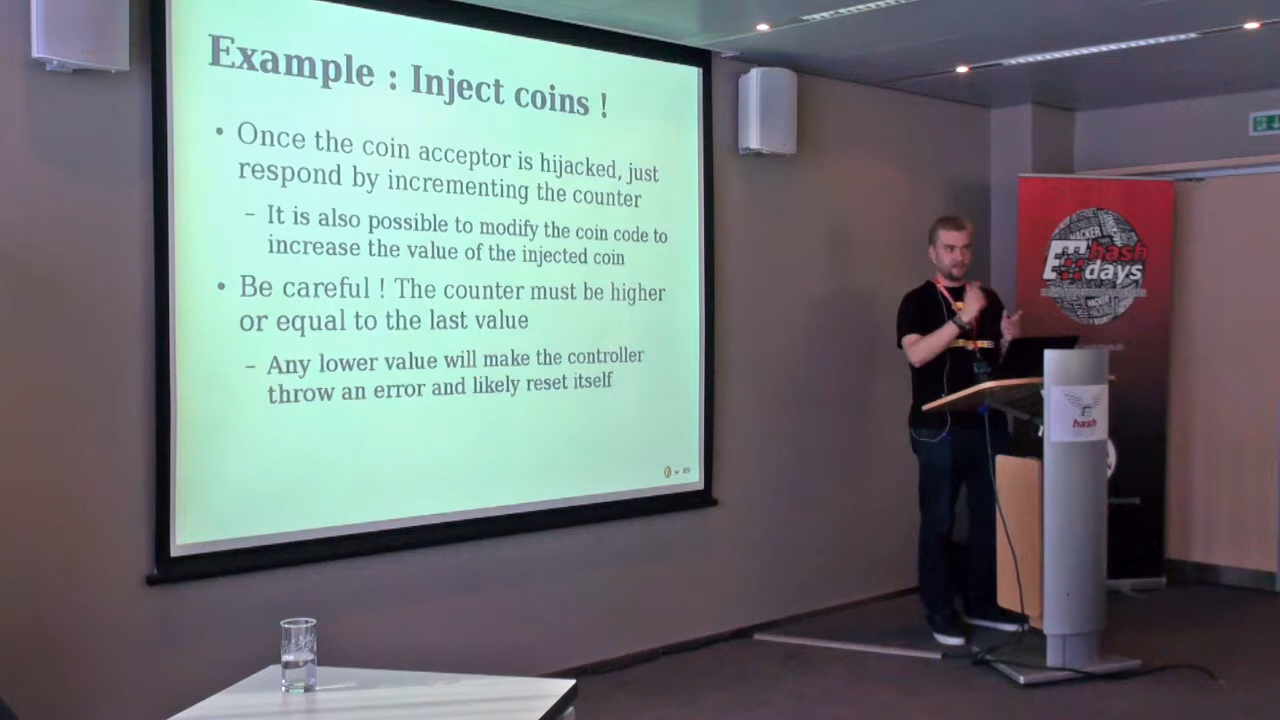 Example : Inject coins !
• Once the coin acceptor is hijacked, just
respond by incrementing the counter
– It is also possible to modify the coin code to
increase the value of the injected coin
• Be careful ! The counter must be higher
or equal to the last value
– Any lower value will make the controller
throw an error and likely reset itself
HACKER
hash
days
hash